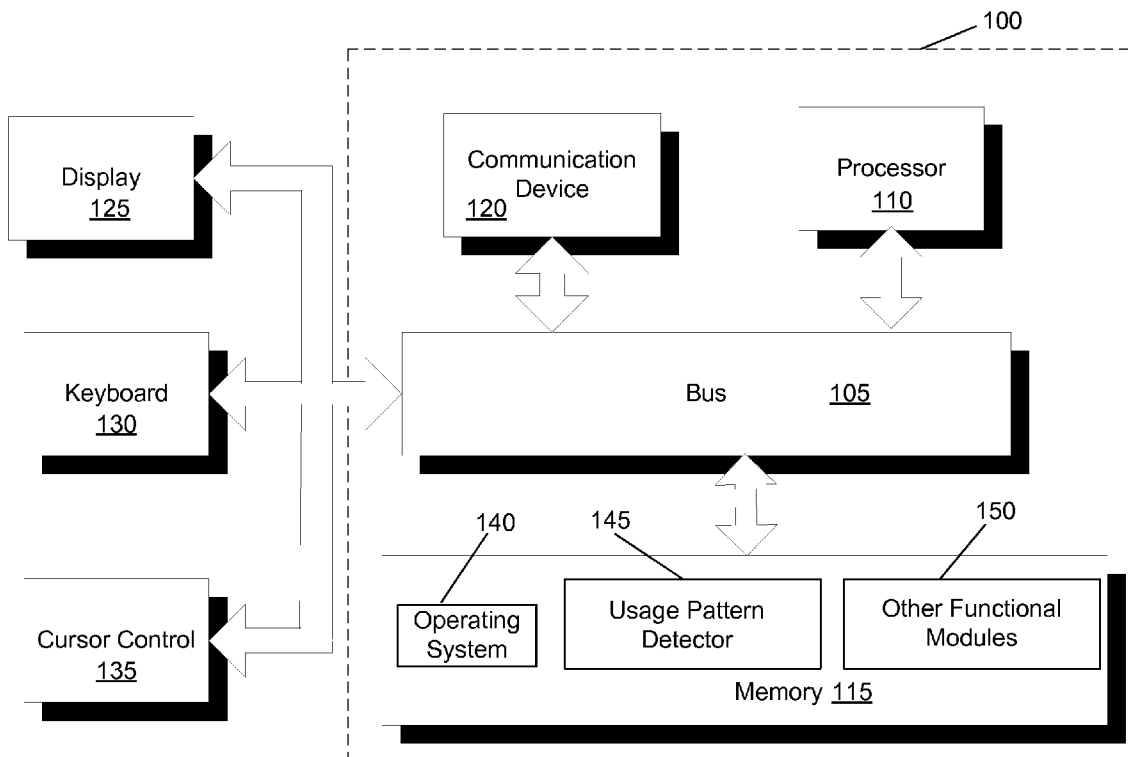 100
Display
125
Communication
Device
120
Processor
110
Keyboard
130
Bus 105
Cursor Control
135
140
145
150
Operating
System
Usage Pattern
Detector
Other Functional
Modules
Memory 115